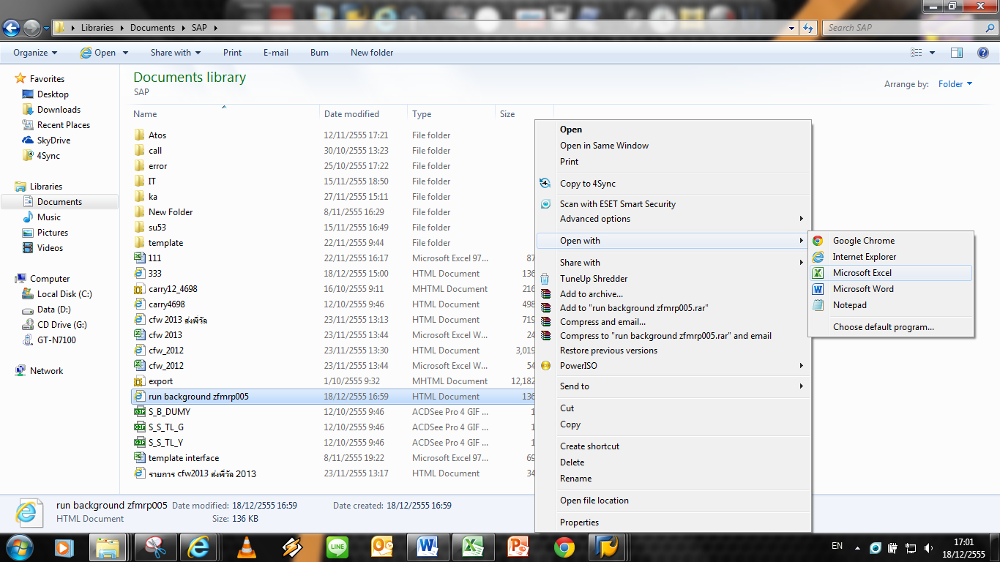 Libraries Documents SAP
Search SAP
Organize Open Share with Print E-mail Burn New folder
Favorites
Desktop
Downloads
Recent Places
SkyDrive
4Sync
Libraries
Documents
Music
Pictures
Videos
Computer
Local Disk (C:)
Data (D:)
CD Drive (G:)
GT-N7100
Network
Documents library
SAP
Arrange by: Folder
Name Date modified Type Size
Atos 12/11/2555 17:21 File folder
call 30/10/2555 13:23 File folder
error 25/10/2555 17:22 File folder
IT 15/11/2555 18:50 File folder
ka 27/11/2555 15:11 File folder
New Folder 8/11/2555 16:29 File folder
su53 15/11/2555 16:49 File folder
template 22/11/2555 9:44 File folder
111 22/11/2555 16:17 Microsoft Excel 97... 87
333 18/12/2555 15:00 HTML Document 136
carry12_4698 16/10/2555 9:11 MHTML Document 216
carry4698 12/10/2555 9:46 HTML Document 498
cfw 2013 ส่งพี่วัล 23/11/2555 13:13 HTML Document 719
cfw 2013 23/11/2555 13:44 Microsoft Excel W... 24
cfw_2012 23/11/2555 13:30 HTML Document 3,019
cfw_2012 23/11/2555 13:44 Microsoft Excel W... 54
export 1/10/2555 9:32 MHTML Document 12,182
run background zfmrp005 18/12/2555 16:59 HTML Document 136
S_B_DUMY 12/10/2555 9:46 ACDSee Pro 4 GIF ... 1
S_S_TL_G 12/10/2555 9:46 ACDSee Pro 4 GIF ... 1
S_S_TL_Y 12/10/2555 9:46 ACDSee Pro 4 GIF ... 1
template interface 8/11/2555 19:22 Microsoft Excel 97... 69
รายการ cfw2013 ส่งพี่วัล 2013 23/11/2555 13:17 HTML Document 34
Open
Open in Same Window
Print
Copy to 4Sync
Scan with ESET Smart Security
Advanced options
Open with
Share with
TuneUp Shredder
Add to archive...
Add to "run background zfmrp005.rar"
Compress and email...
Compress to "run background zfmrp005.rar" and email
Restore previous versions
PowerISO
Send to
Cut
Copy
Create shortcut
Delete
Rename
Open file location
Properties
Google Chrome
Internet Explorer
Microsoft Excel
Microsoft Word
Notepad
Choose default program...
run background zfmrp005 Date modified: 18/12/2555 16:59 Date created: 18/12/2555 16:59
HTML Document Size: 136 KB
LINE
EN
17:01
18/12/2555